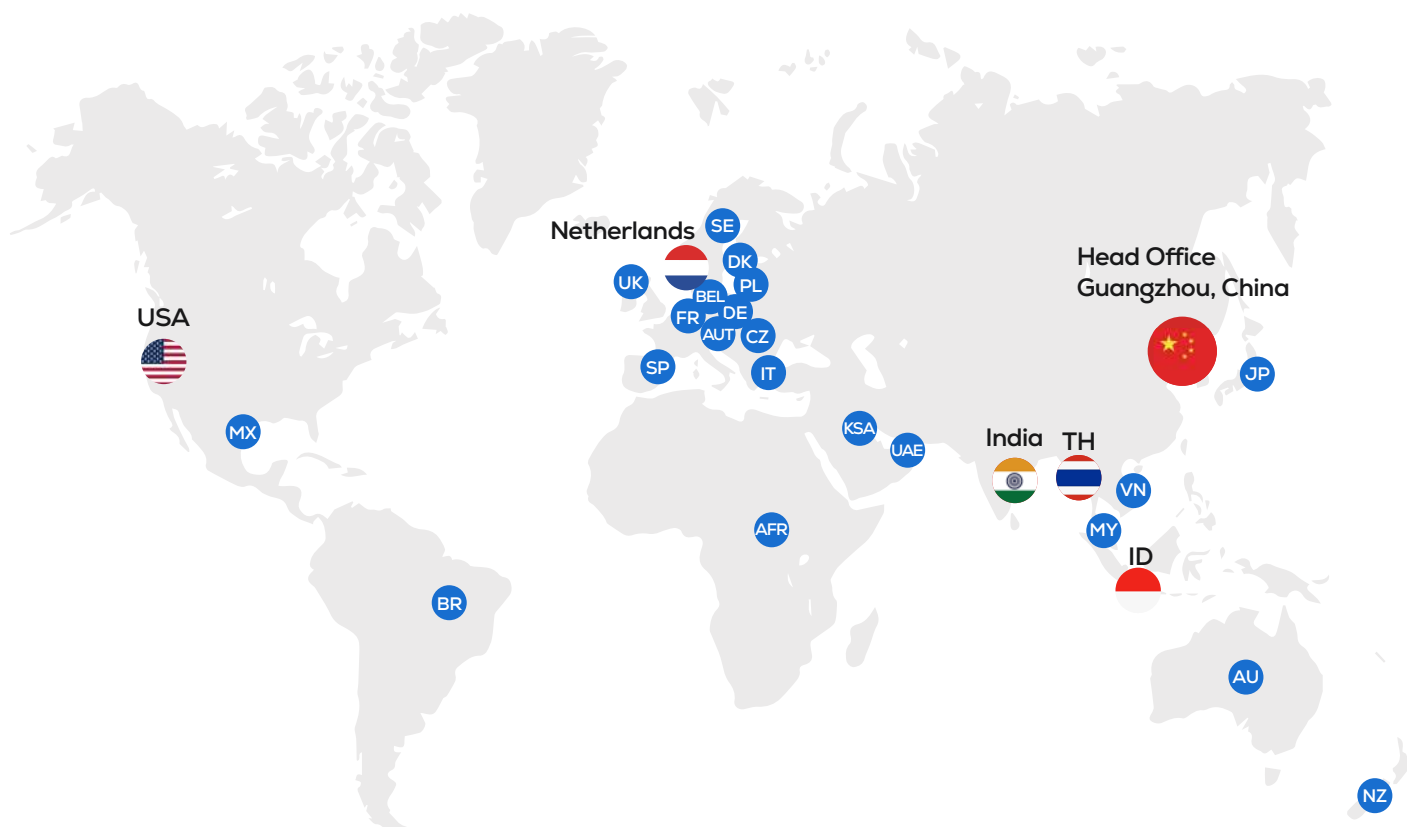 SE
Netherlands
DK
UK
PL
BEL
DE
FR
AUT
CZ
SP
IT
Head Office
Guangzhou, China
USA
JP
MX
KSA
UAE
India
TH
VN
AFR
MY
ID
BR
AU
NZ